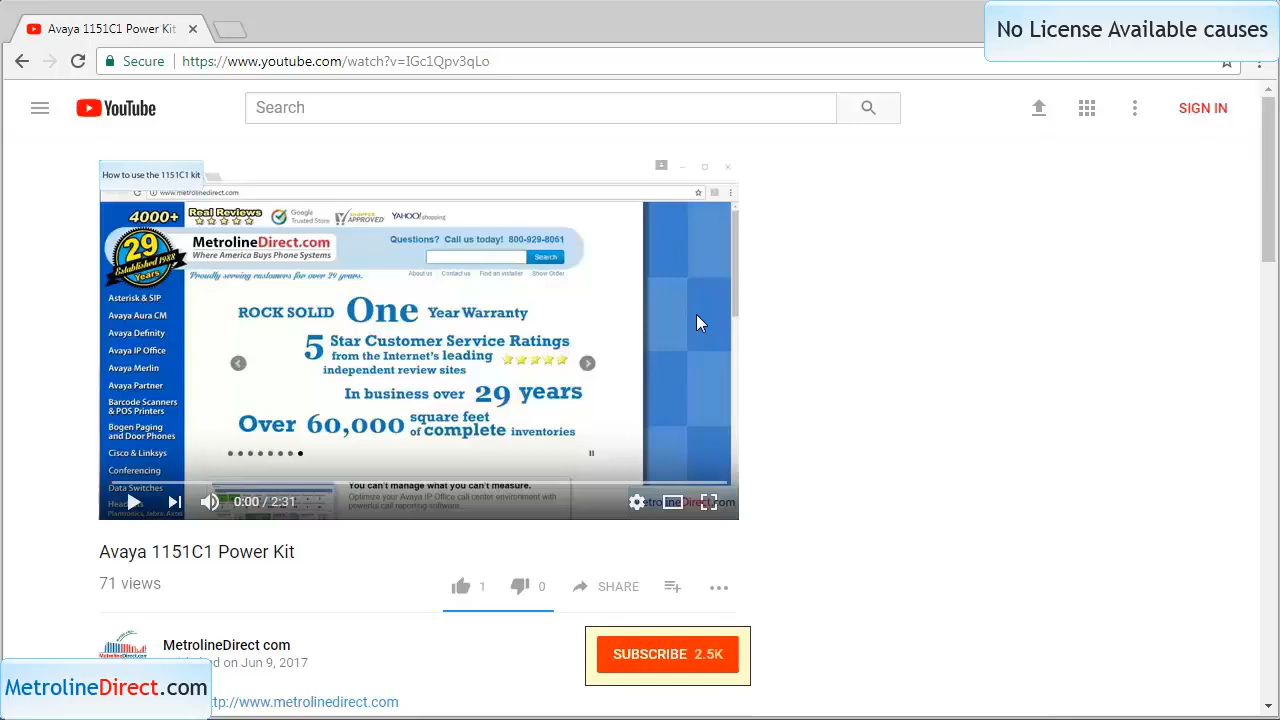 Avaya 1151C1 Power Kit
No License Available causes
Secure
https://www.youtube.com/watch?v=IGc1Qpv3qLo
YouTube
Search
SIGN IN
How to use the 1151C1 kit
www.metrolinedirect.com
4000+ Real Reviews
Google Trusted Store
APPROVED
YAHOO! shopping
29
Established 1988
Years
MetrolineDirect.com
Where America Buys Phone Systems
Questions? Call us today! 800-929-8061
Search
About us Contact us Find an installer Show Order
Proudly serving customers for over 29 years.
Asterisk & SIP
Avaya Aura CM
Avaya Definity
Avaya IP Office
Avaya Merlin
Avaya Partner
Barcode Scanners
& POS Printers
Bogen Paging
and Door Phones
Cisco & Linksys
Conferencing
Data Switches
ROCK SOLID One Year Warranty
5 Star Customer Service Ratings
from the Internet's leading
independent review sites
In business over 29 years
Over 60,000 square feet
of complete inventories
You can't manage what you can't measure.
Optimize your Avaya IP Office call center environment with
powerful call reporting software...
0:00 / 2:31
MetrolineDirect.com
Avaya 1151C1 Power Kit
71 views
1
0
SHARE
MetrolineDirect com
on Jun 9, 2017
SUBSCRIBE 2.5K
MetrolineDirect.com
tp://www.metrolinedirect.com